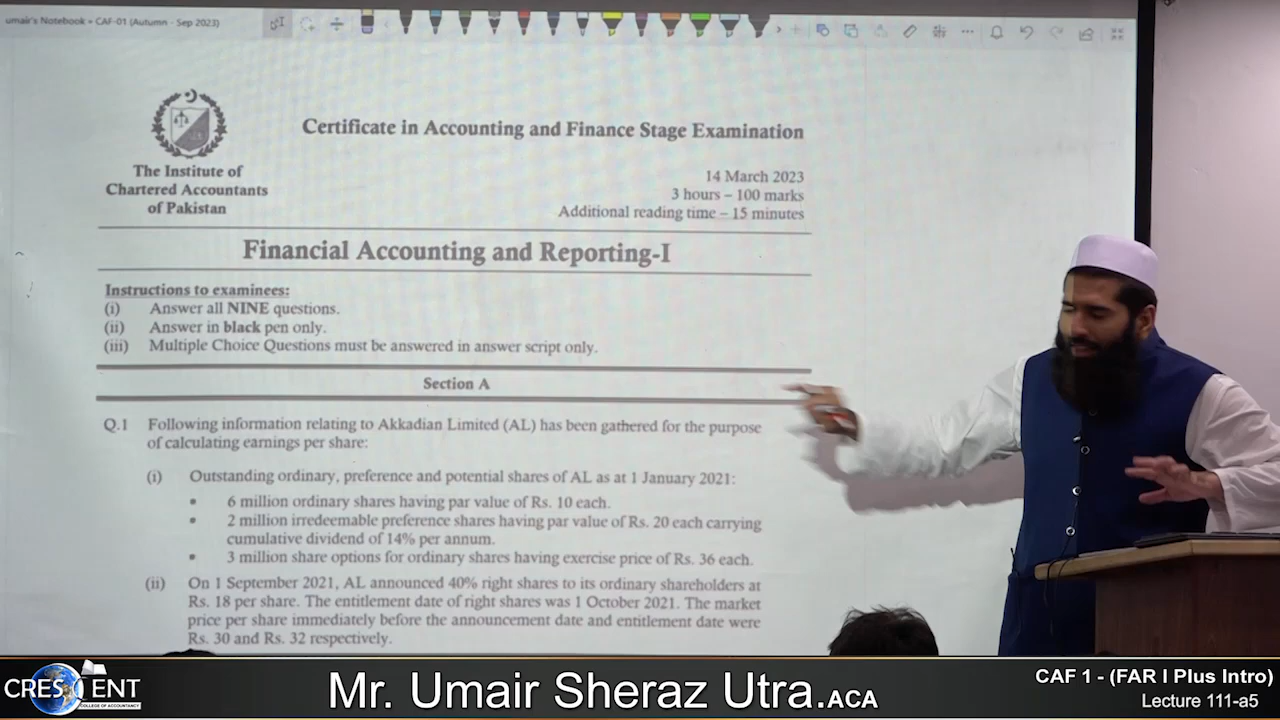 umair's Notebook » CAF-01 (Autumn - Sep 2023)
The Institute of
Chartered Accountants
of Pakistan
Certificate in Accounting and Finance Stage Examination
14 March 2023
3 hours – 100 marks
Additional reading time – 15 minutes
Financial Accounting and Reporting-I
Instructions to examinees:
(i) Answer all NINE questions.
(ii) Answer in black pen only.
(iii) Multiple Choice Questions must be answered in answer script only.
Section A
Q.1 Following information relating to Akkadian Limited (AL) has been gathered for the purpose
of calculating earnings per share:
(i) Outstanding ordinary, preference and potential shares of AL as at 1 January 2021:
• 6 million ordinary shares having par value of Rs. 10 each.
• 2 million irredeemable preference shares having par value of Rs. 20 each carrying
cumulative dividend of 14% per annum.
• 3 million share options for ordinary shares having exercise price of Rs. 36 each.
(ii) On 1 September 2021, AL announced 40% right shares to its ordinary shareholders at
Rs. 18 per share. The entitlement date of right shares was 1 October 2021. The market
price per share immediately before the announcement date and entitlement date were
Rs. 30 and Rs. 32 respectively.
CRESCENT
COLLEGE OF ACCOUNTANCY
Mr. Umair Sheraz Utra.ACA
CAF 1 - (FAR I Plus Intro)
Lecture 111-a5